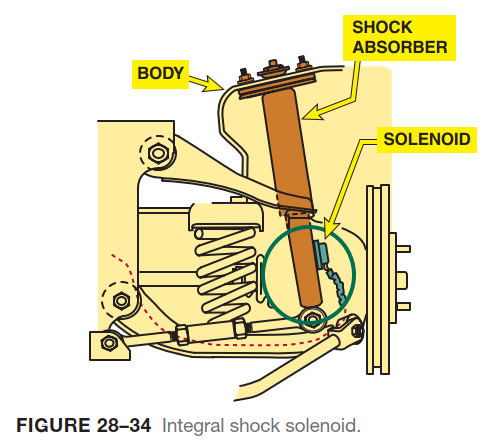 SHOCK
ABSORBER
BODY
SOLENOID
FIGURE 28–34 Integral shock solenoid.